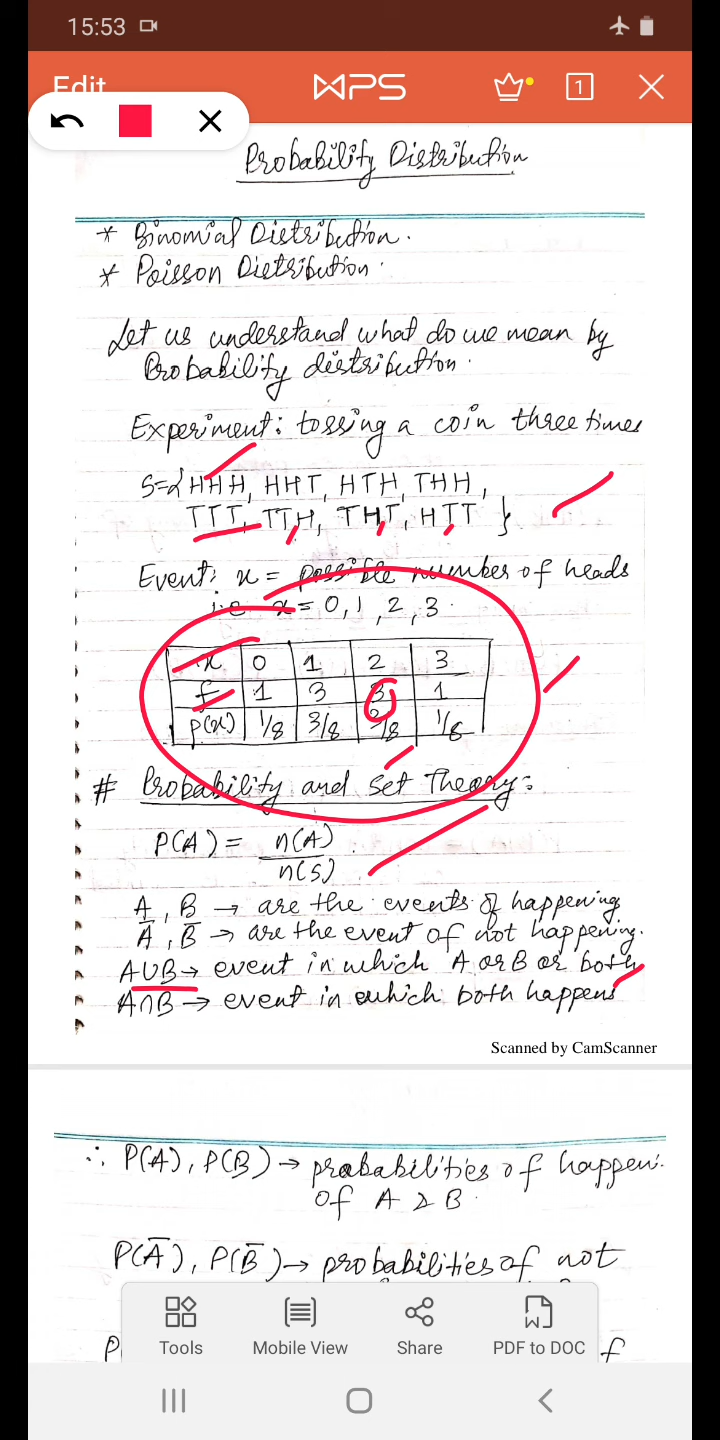 15:53
Edit
WPS
1
Probability Distribution
* Binomial Distribution.
* Poisson Distribution.
Let us understand what do we mean by
Probability distribution.
Experiment: tossing a coin three times
S={HHH, HHT, HTH, THH,
TTT, TTH, THT, HTT }
Event: x = possible number of heads
i.e x = 0, 1, 2, 3.
x 0 1 2 3
f 1 3 3 1
p(x) 1/8 3/8 3/8 1/8
# Probability and Set Theory:
P(A) = n(A)
n(S)
A, B → are the events of happening
A̅, B̅ → are the event of not happening.
A∪B → event in which A or B or both
A∩B → event in which both happens
Scanned by CamScanner
∴ P(A), P(B) → probabilities of happen.
of A & B.
P(A̅), P(B̅) → probabilities of not
P
f
Tools
Mobile View
Share
PDF to DOC